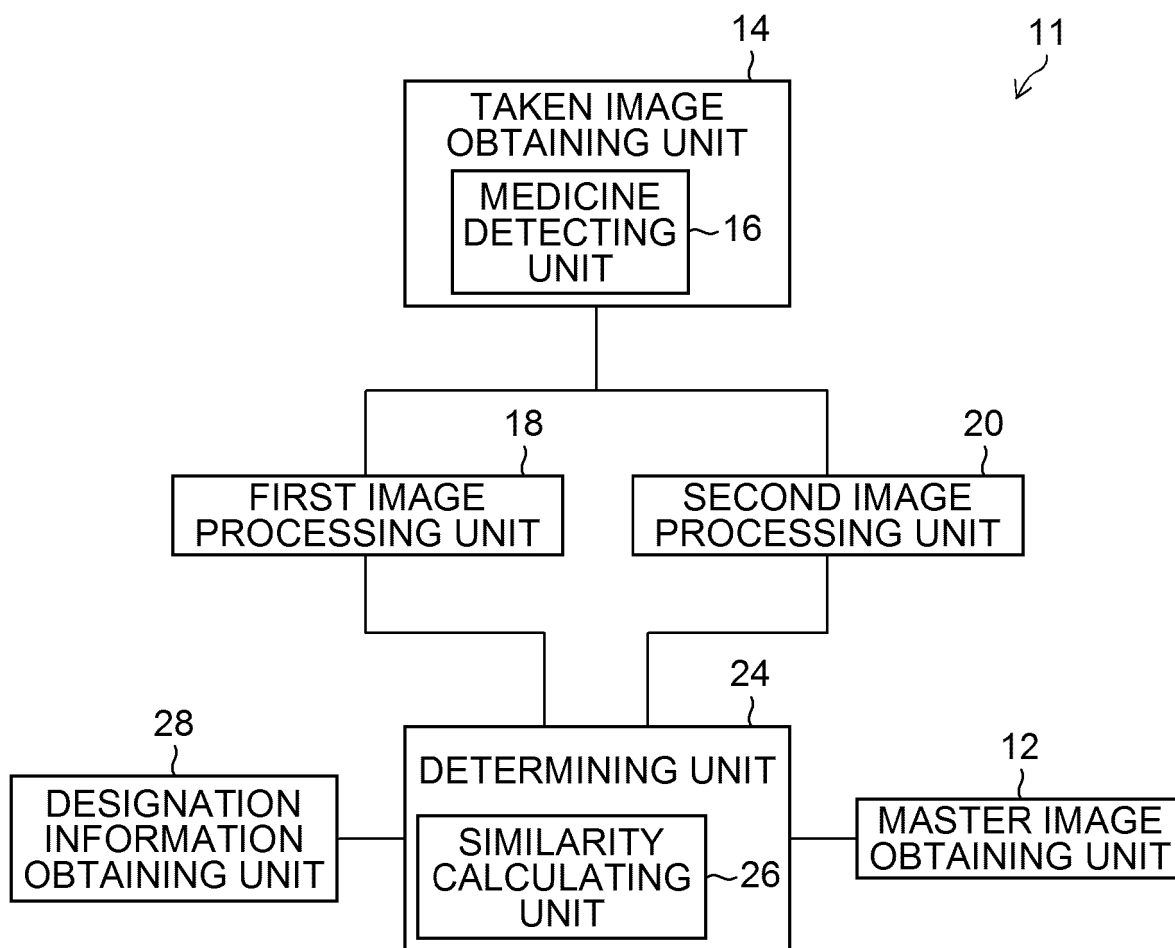 14
11
TAKEN IMAGE
OBTAINING UNIT
MEDICINE
DETECTING
UNIT
16
18
20
FIRST IMAGE
PROCESSING UNIT
SECOND IMAGE
PROCESSING UNIT
24
28
12
DETERMINING UNIT
DESIGNATION
INFORMATION
OBTAINING UNIT
SIMILARITY
CALCULATING
UNIT
26
MASTER IMAGE
OBTAINING UNIT